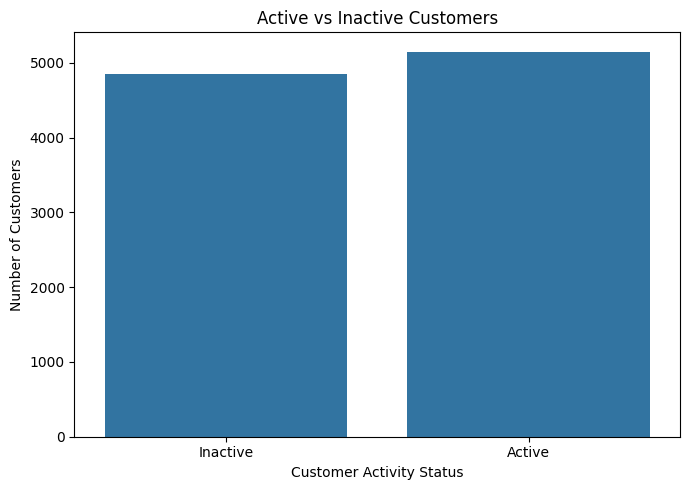 Active vs Inactive Customers
Number of Customers
5000
4000
3000
2000
1000
0
Inactive
Active
Customer Activity Status